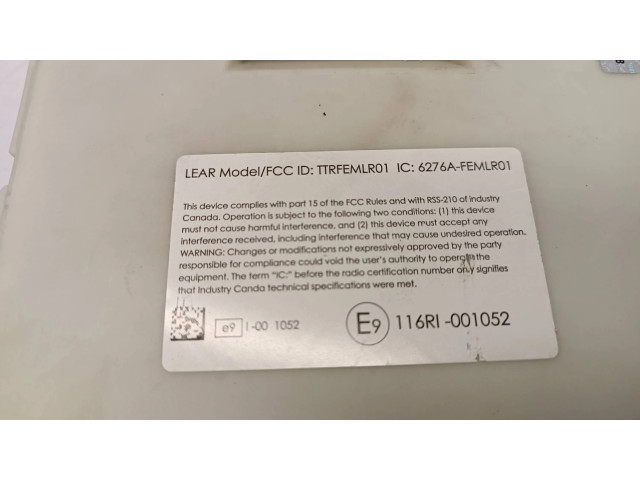 LEAR Model/FCC ID: TTRFEMLR01 IC: 6276A-FEMLR01
This device complies with part 15 of the FCC Rules and with RSS-210 of Industry
Canada. Operation is subject to the following two conditions: (1) this device
must not cause harmful interference, and (2) this device must accept any
interference received, including interference that may cause undesired operation.
WARNING: Changes or modifications not expressively approved by the party
responsible for compliance could void the user's authority to operate the
equipment. The term "IC:" before the radio certification number only signifies
that Industry Canda technical specifications were met.
e9 I-00 1052
E9 116RI-001052